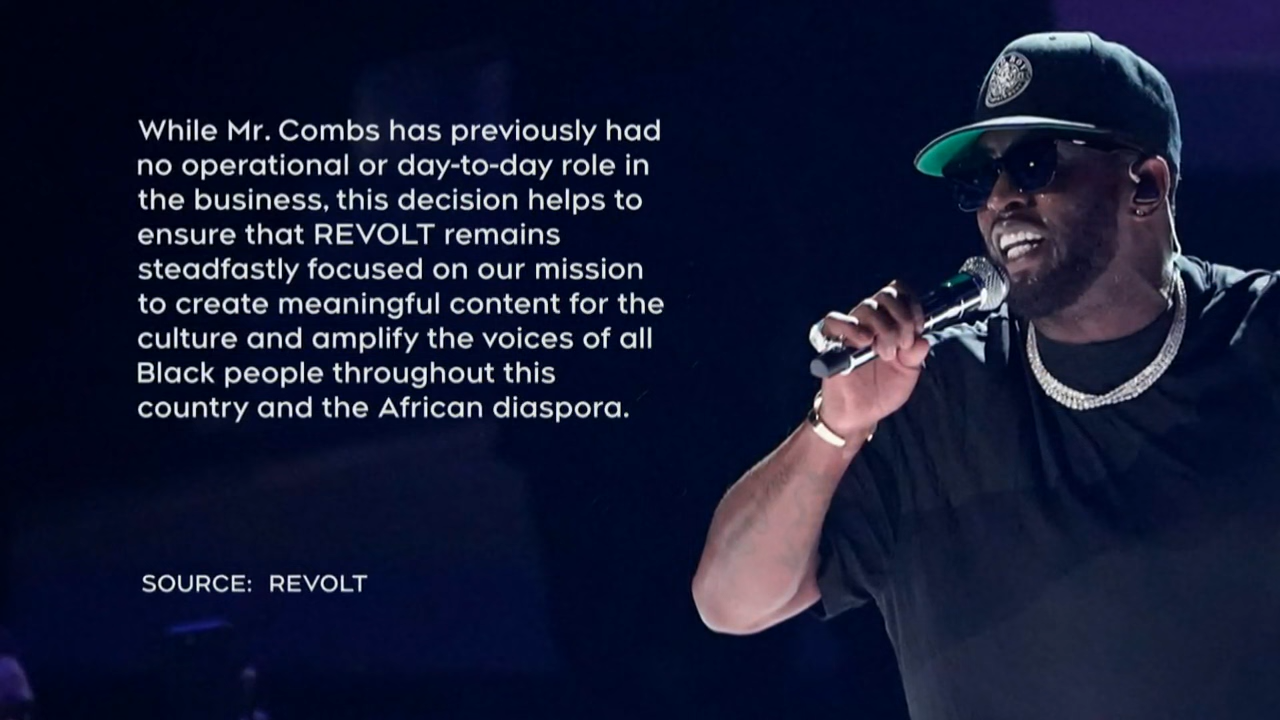 While Mr. Combs has previously had
no operational or day-to-day role in
the business, this decision helps to
ensure that REVOLT remains
steadfastly focused on our mission
to create meaningful content for the
culture and amplify the voices of all
Black people throughout this
country and the African diaspora.
SOURCE: REVOLT